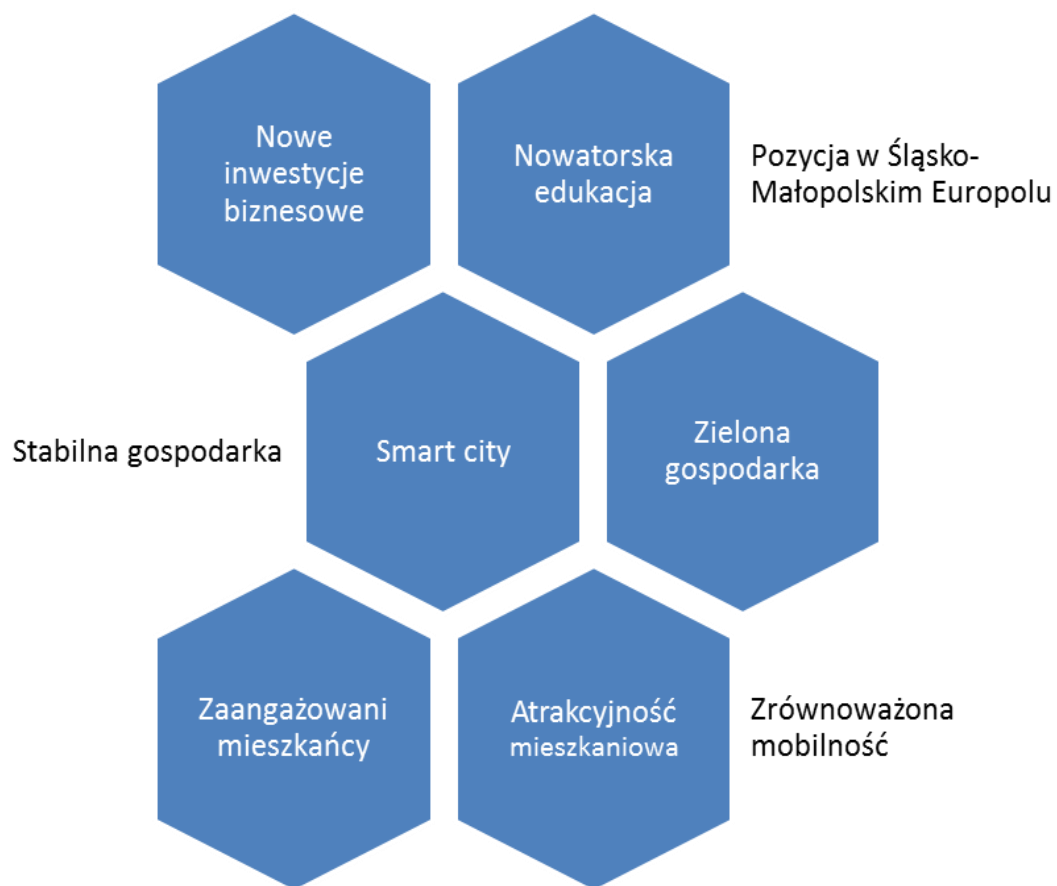 Nowe
inwestycje
biznesowe
Nowatorska
edukacja
Pozycja w Śląsko-
Małopolskim Europolu
Stabilna gospodarka
Smart city
Zielona
gospodarka
Zaangażowani
mieszkańcy
Atrakcyjność
mieszkaniowa
Zrównoważona
mobilność